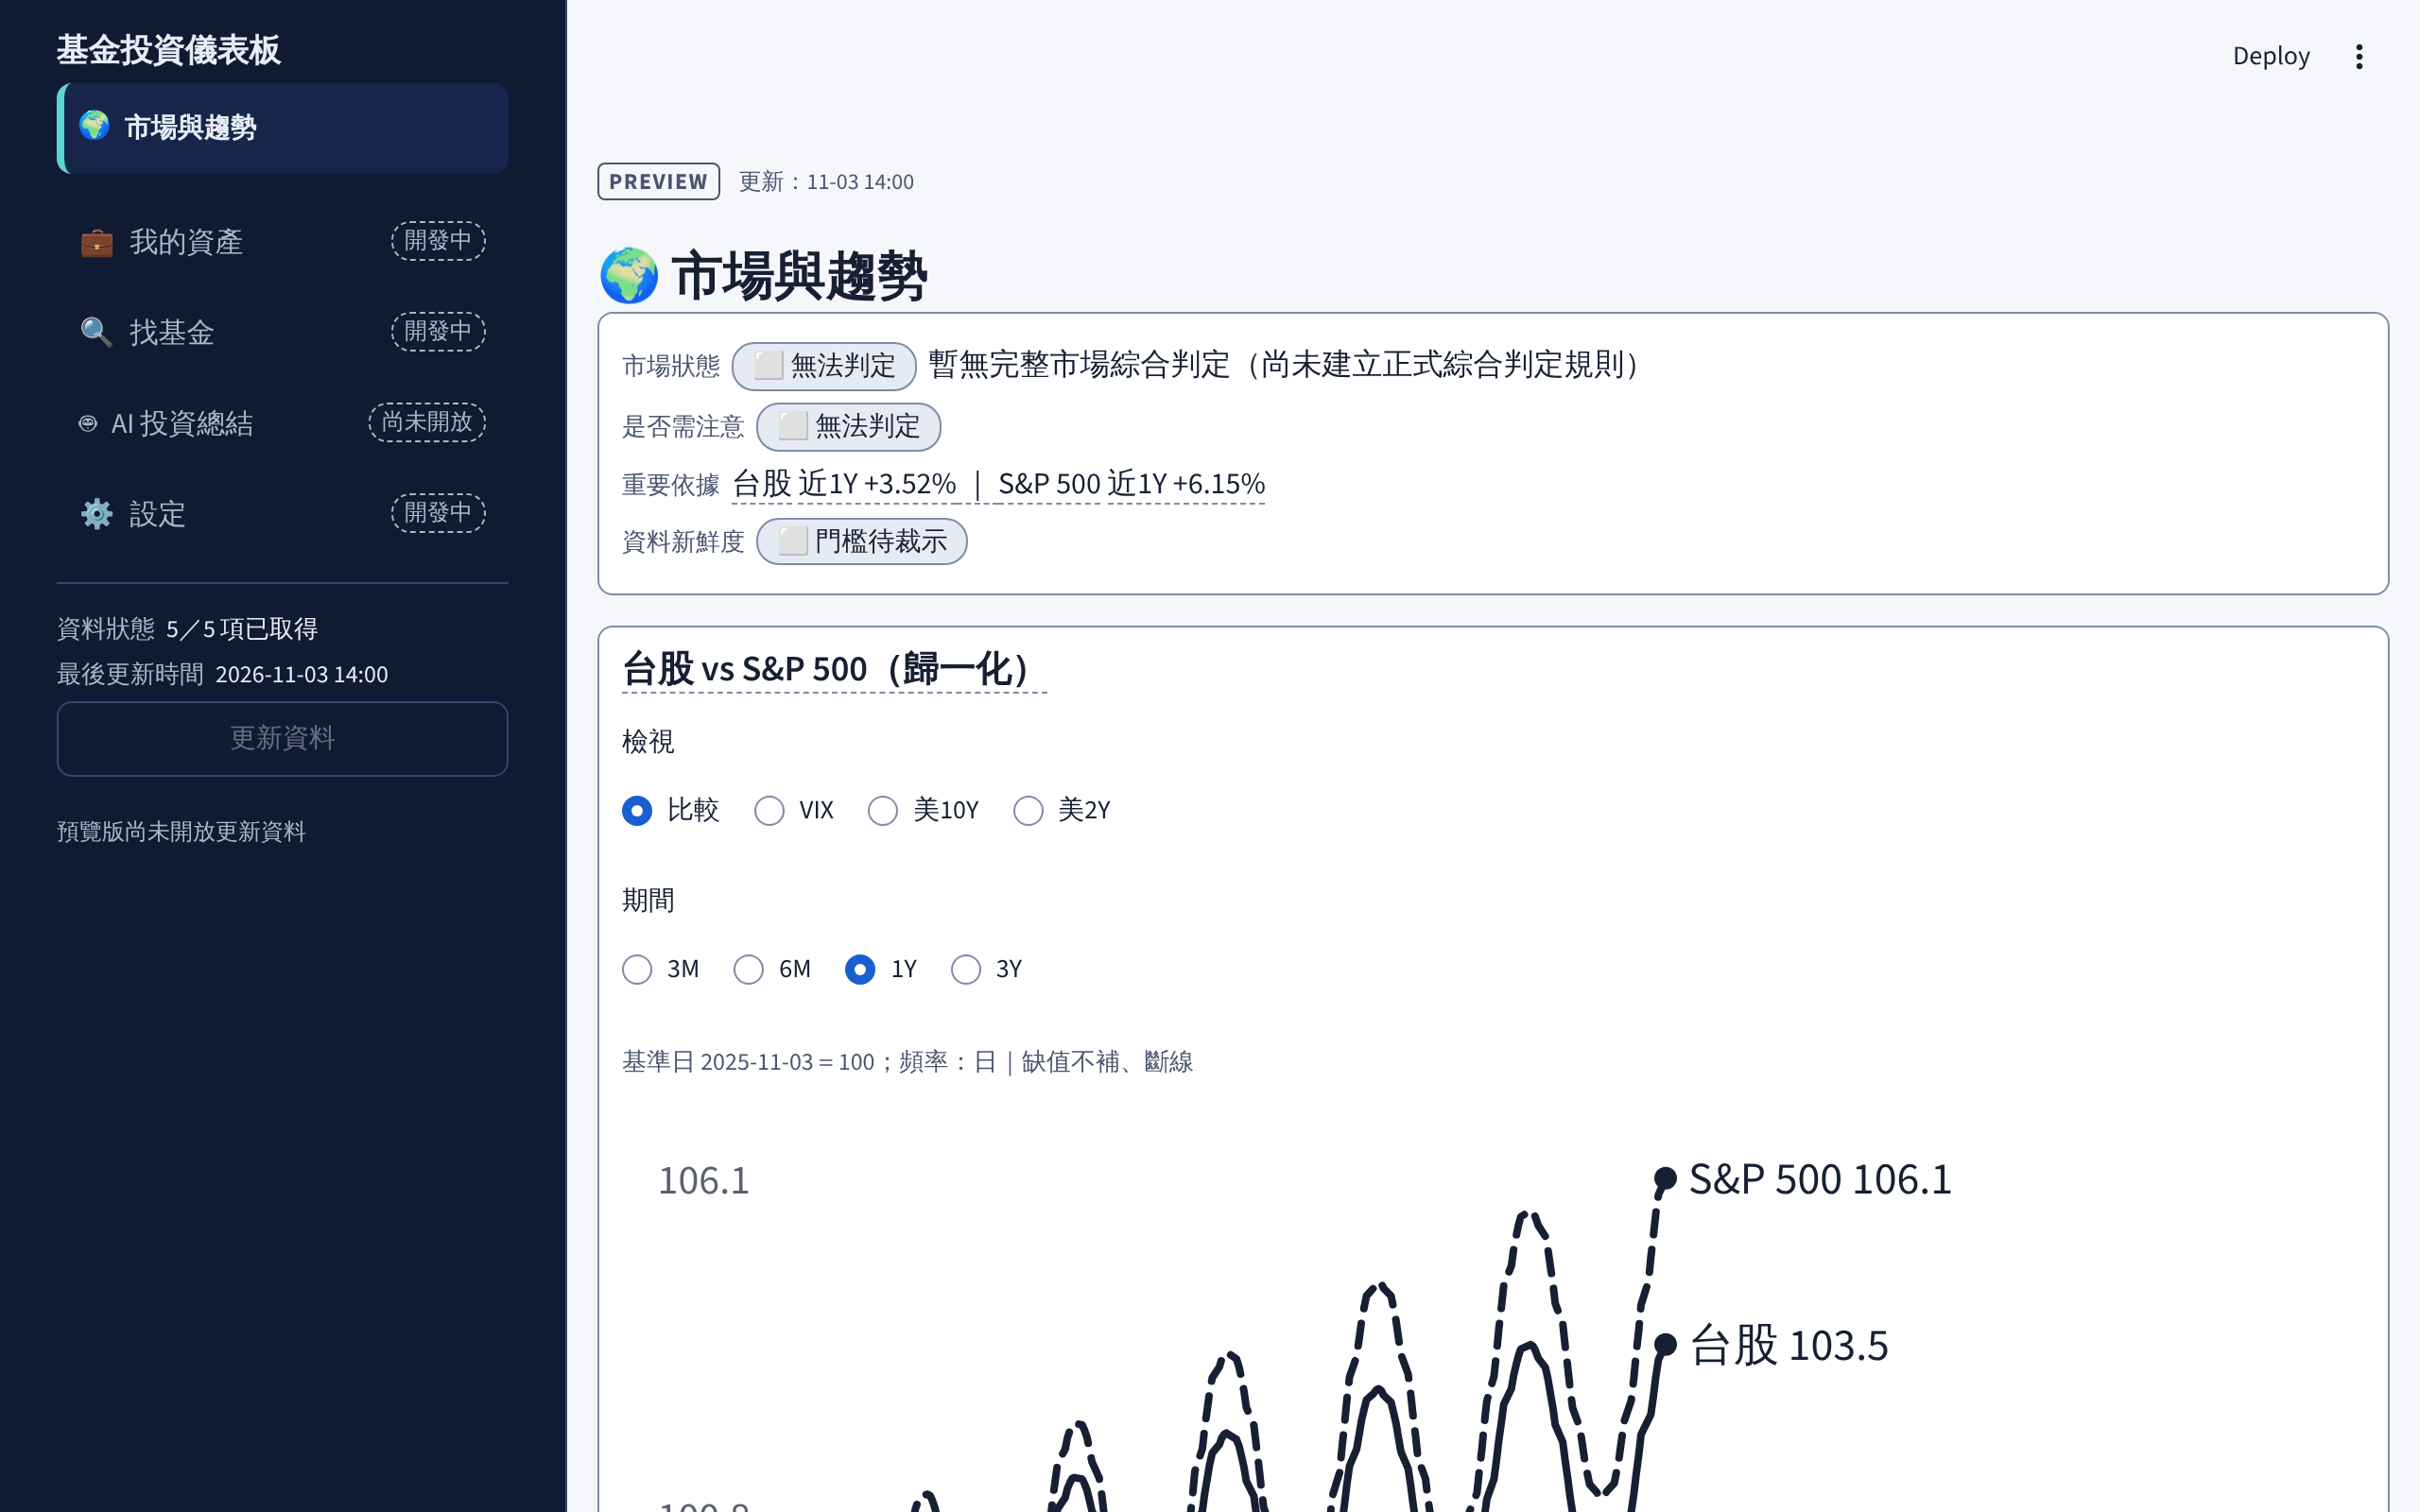 基金投資儀表板
市場與趨勢
我的資產 開發中
找基金 開發中
AI 投資總結 尚未開放
設定 開發中
資料狀態 5／5 項已取得
最後更新時間 2026-11-03 14:00
更新資料
預覽版尚未開放更新資料
Deploy
PREVIEW 更新：11-03 14:00
市場與趨勢
市場狀態 無法判定 暫無完整市場綜合判定（尚未建立正式綜合判定規則）
是否需注意 無法判定
重要依據 台股 近1Y +3.52% ｜ S&P 500 近1Y +6.15%
資料新鮮度 門檻待裁示
台股 vs S&P 500（歸一化）
檢視
比較 VIX 美10Y 美2Y
期間
3M 6M 1Y 3Y
基準日 2025-11-03＝100；頻率：日｜缺值不補、斷線
106.1
S&P 500 106.1
台股 103.5